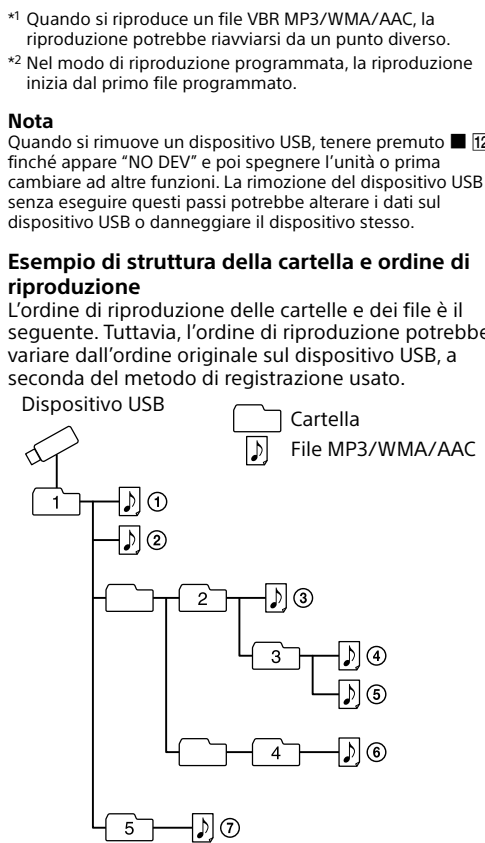 *1 Quando si riproduce un file VBR MP3/WMA/AAC, la
riproduzione potrebbe riavviarsi da un punto diverso.
*2 Nel modo di riproduzione programmata, la riproduzione
inizia dal primo file programmato.
Nota
Quando si rimuove un dispositivo USB, tenere premuto ■ 12
finché appare “NO DEV” e poi spegnere l’unità o prima
cambiare ad altre funzioni. La rimozione del dispositivo USB
senza eseguire questi passi potrebbe alterare i dati sul
dispositivo USB o danneggiare il dispositivo stesso.
Esempio di struttura della cartella e ordine di
riproduzione
L’ordine di riproduzione delle cartelle e dei file è il
seguente. Tuttavia, l’ordine di riproduzione potrebbe
variare dall’ordine originale sul dispositivo USB, a
seconda del metodo di registrazione usato.
Dispositivo USB
Cartella
File MP3/WMA/AAC
1 ①
②
2 ③
3 ④
⑤
4 ⑥
5 ⑦